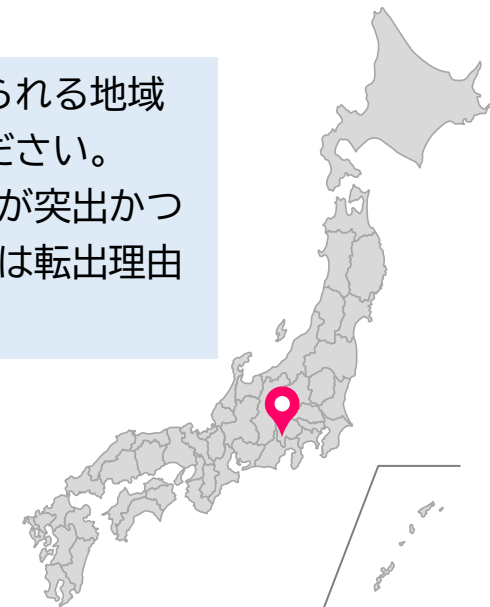 られる地域
ださい。
が突出かつ
は転出理由